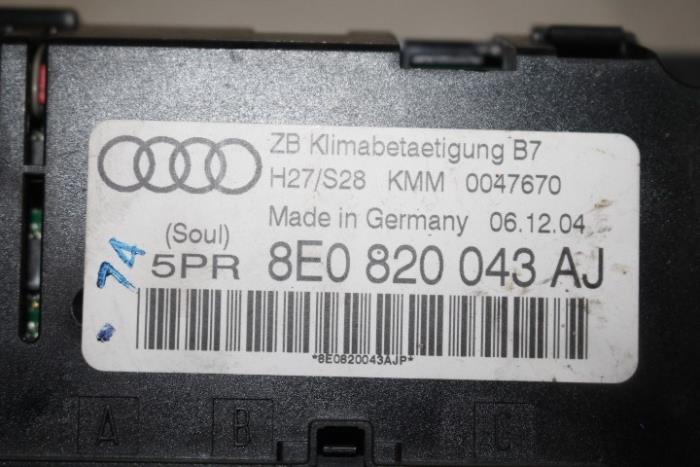 ZB Klimabetaetigung B7
H27/S28 KMM 0047670
Made in Germany 06.12.04
(Soul)
5PR 8E0 820 043 AJ
74
*8E0820043AJP*
A B C